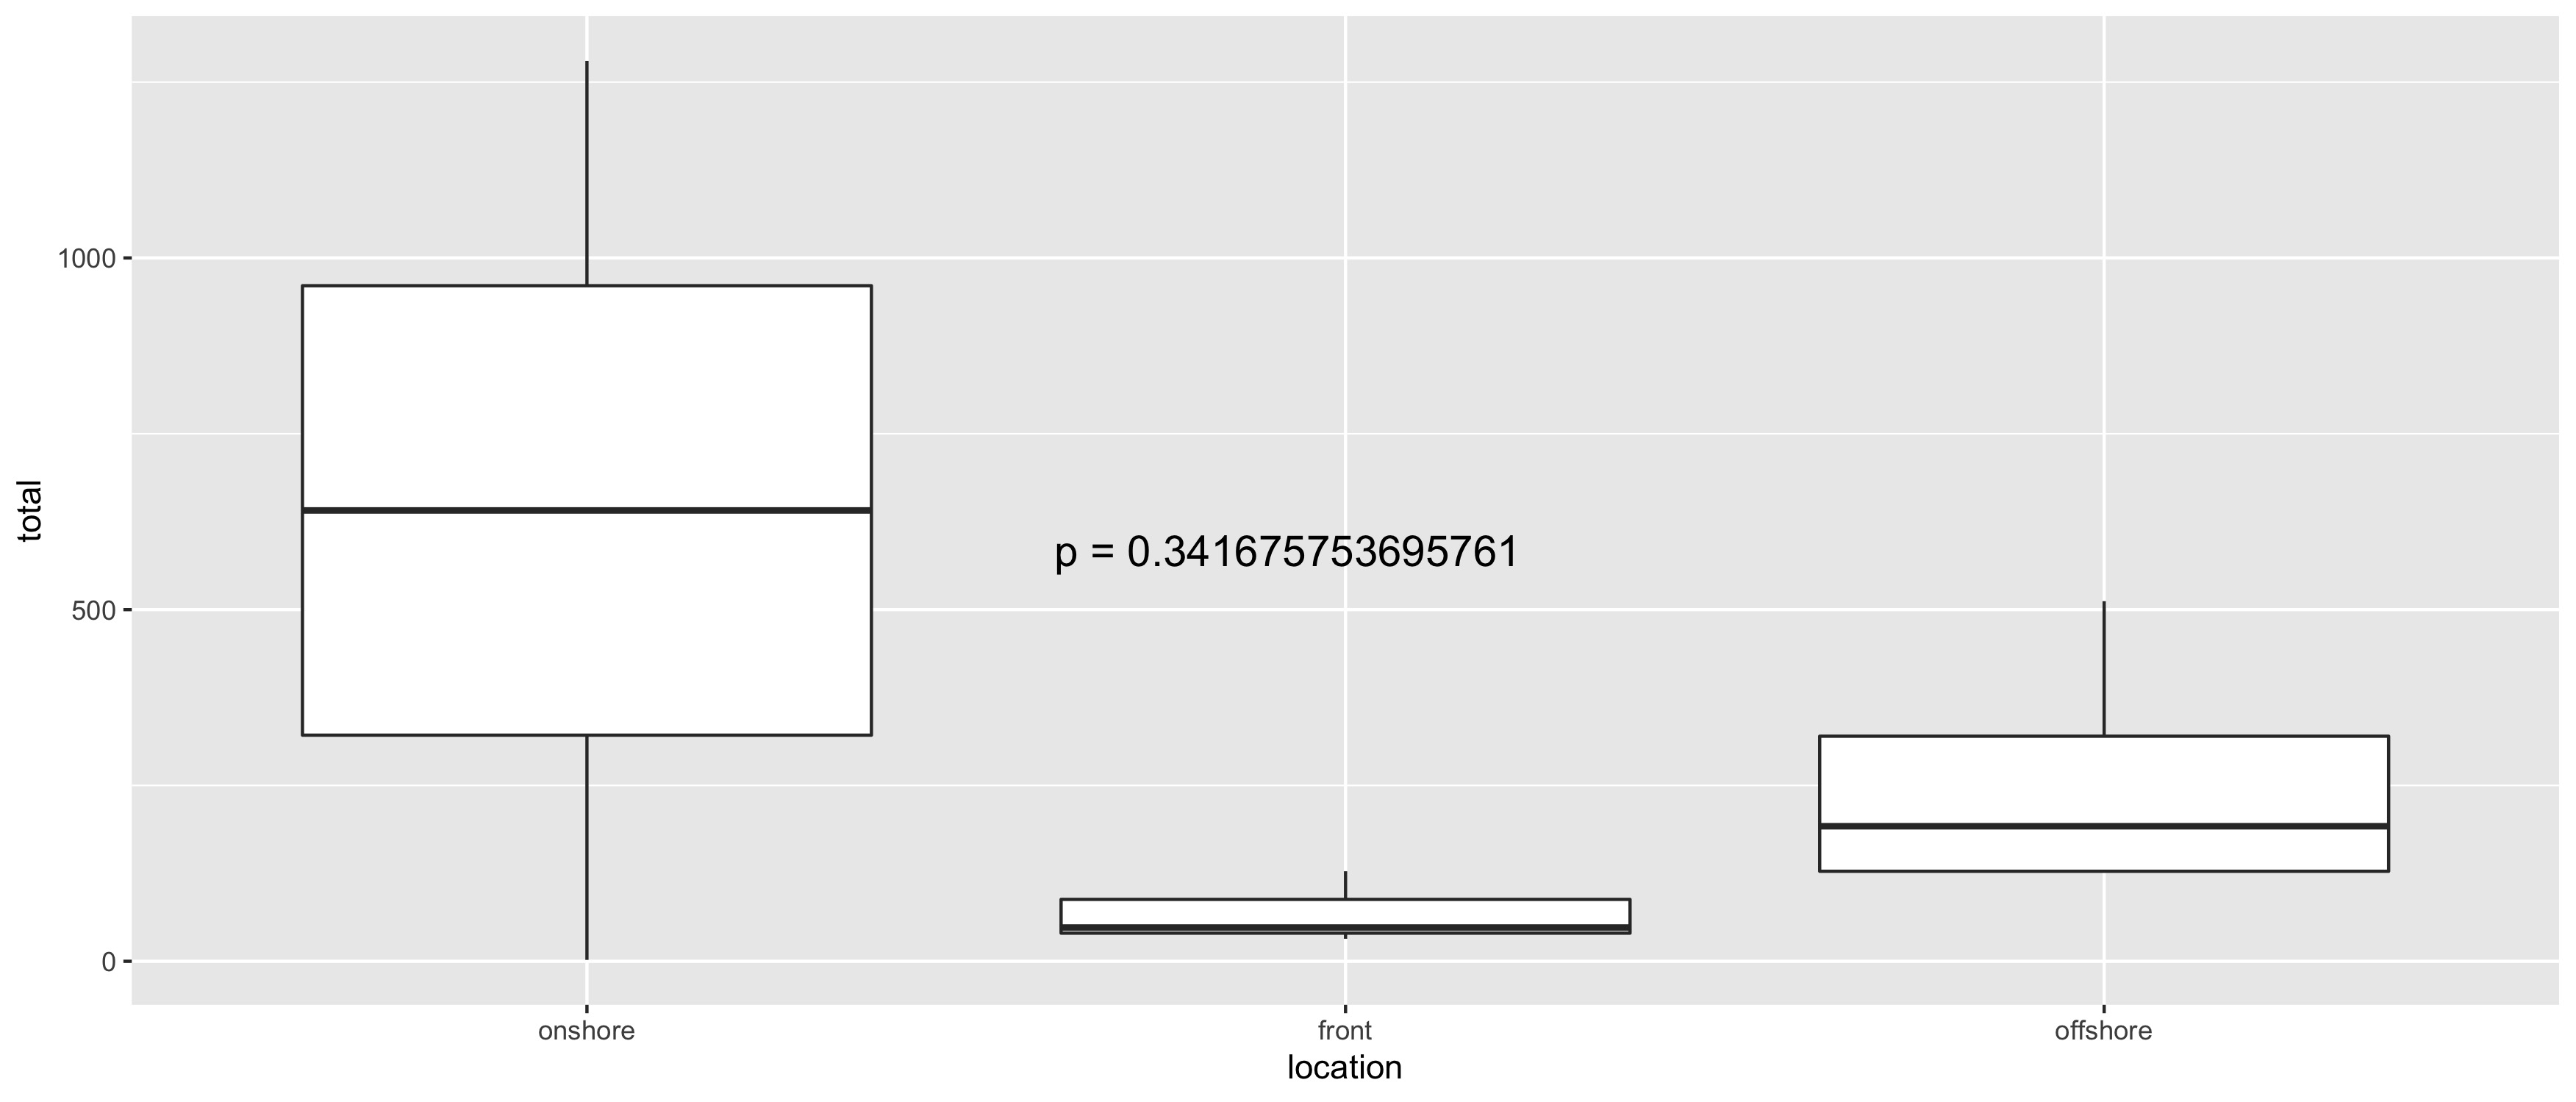 1000
500
0
total
p = 0.341675753695761
onshore
front
offshore
location